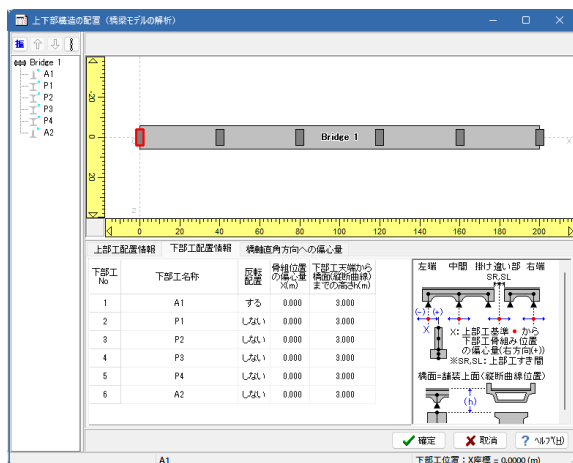 上下部構造の配置（橋梁モデルの解析）
Bridge 1
A1
P1
P2
P3
P4
A2
-20
0
20
Bridge 1
X
Z
0 20 40 60 80 100 120 140 160 180 200
上部工配置情報 下部工配置情報 橋軸直角方向への偏心量
下部工No 下部工名称 反転配置 骨組位置の偏心量X(m) 下部工天端から橋面(縦断曲線)までの高さh(m)
1 A1 する 0.000 3.000
2 P1 しない 0.000 3.000
3 P2 しない 0.000 3.000
4 P3 しない 0.000 3.000
5 P4 しない 0.000 3.000
6 A2 しない 0.000 3.000
左端 中間 掛け違い部 右端
SR,SL
(-) (+)
X
X：上部工基準 ● から
下部工骨組み位置
の偏心量(右方向(+))
※SR,SL：上部工すき間
橋面=舗装上面(縦断曲線位置)
(h)
確定 取消 ? ヘルプ(H)
A1 下部工位置：X座標 = 0.0000 (m)